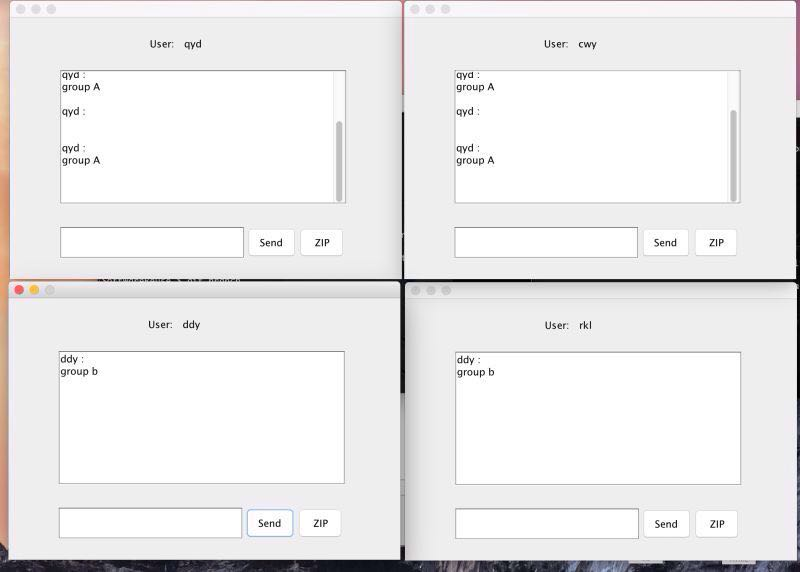 User: qyd
qyd :
group A
qyd :
qyd :
group A
Send
ZIP
User: cwy
qyd :
group A
qyd :
qyd :
group A
Send
ZIP
User: ddy
ddy :
group b
Send
ZIP
User: rkl
ddy :
group b
Send
ZIP